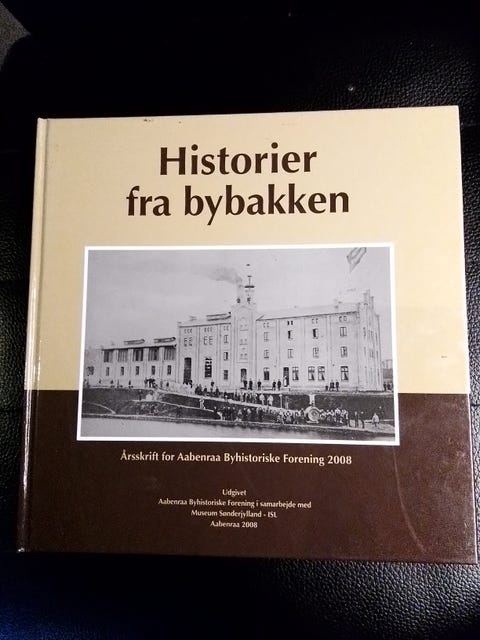 Historier
fra bybakken
Årsskrift for Aabenraa Byhistoriske Forening 2008
Udgivet
Aabenraa Byhistoriske Forening i samarbejde med
Museum Sønderjylland - ISL
Aabenraa 2008